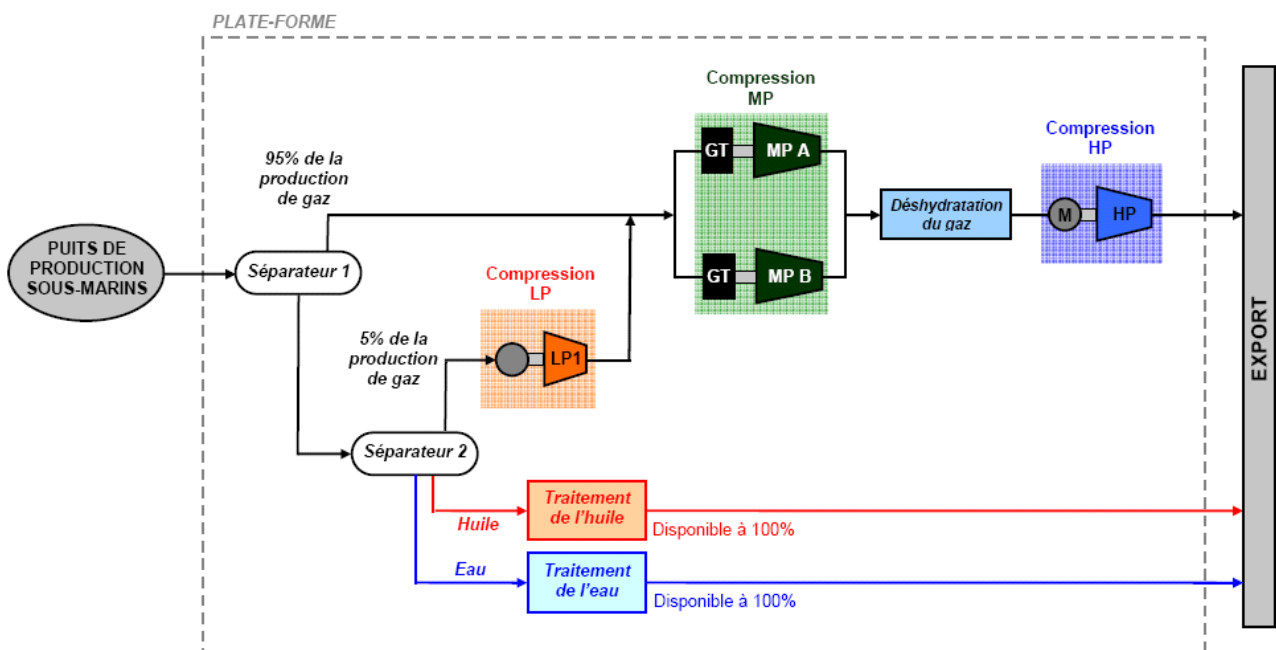 PLATE-FORME
Compression
MP
GT
MP A
GT
MP B
Compression
HP
M
HP
95% de la
production
de gaz
Déshydratation
du gaz
PUITS DE
PRODUCTION
SOUS-MARINS
Séparateur 1
Compression
LP
LP1
5% de la
production
de gaz
Séparateur 2
EXPORT
Huile
Traitement
de l'huile
Disponible à 100%
Eau
Traitement
de l'eau
Disponible à 100%